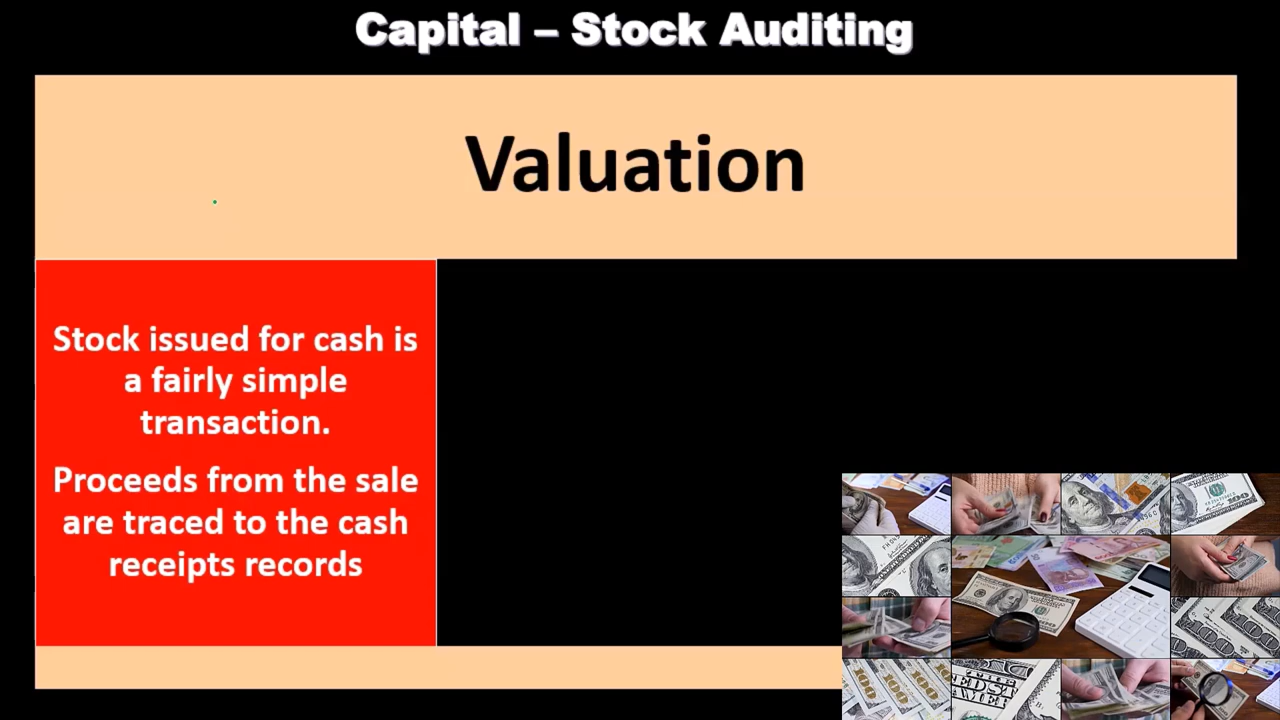 Capital – Stock Auditing
Valuation
Stock issued for cash is
a fairly simple
transaction.
Proceeds from the sale
are traced to the cash
receipts records